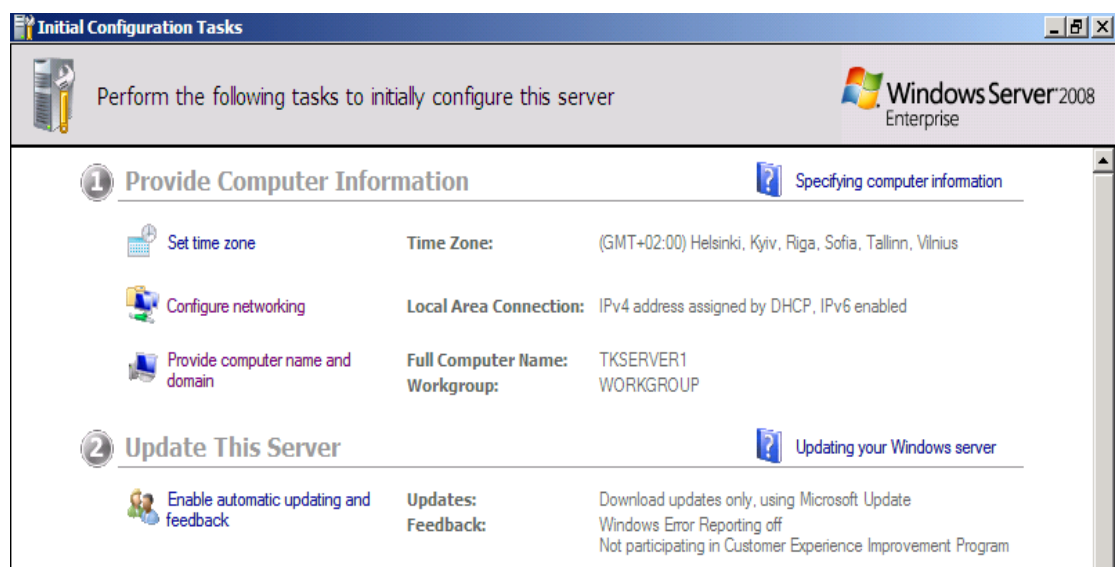 Initial Configuration Tasks
Perform the following tasks to initially configure this server
Windows Server 2008
Enterprise
1 Provide Computer Information
Specifying computer information
Set time zone
Time Zone:
(GMT+02:00) Helsinki, Kyiv, Riga, Sofia, Tallinn, Vilnius
Configure networking
Local Area Connection:
IPv4 address assigned by DHCP, IPv6 enabled
Provide computer name and
domain
Full Computer Name:
TKSERVER1
Workgroup:
WORKGROUP
2 Update This Server
Updating your Windows server
Enable automatic updating and
feedback
Updates:
Download updates only, using Microsoft Update
Feedback:
Windows Error Reporting off
Not participating in Customer Experience Improvement Program